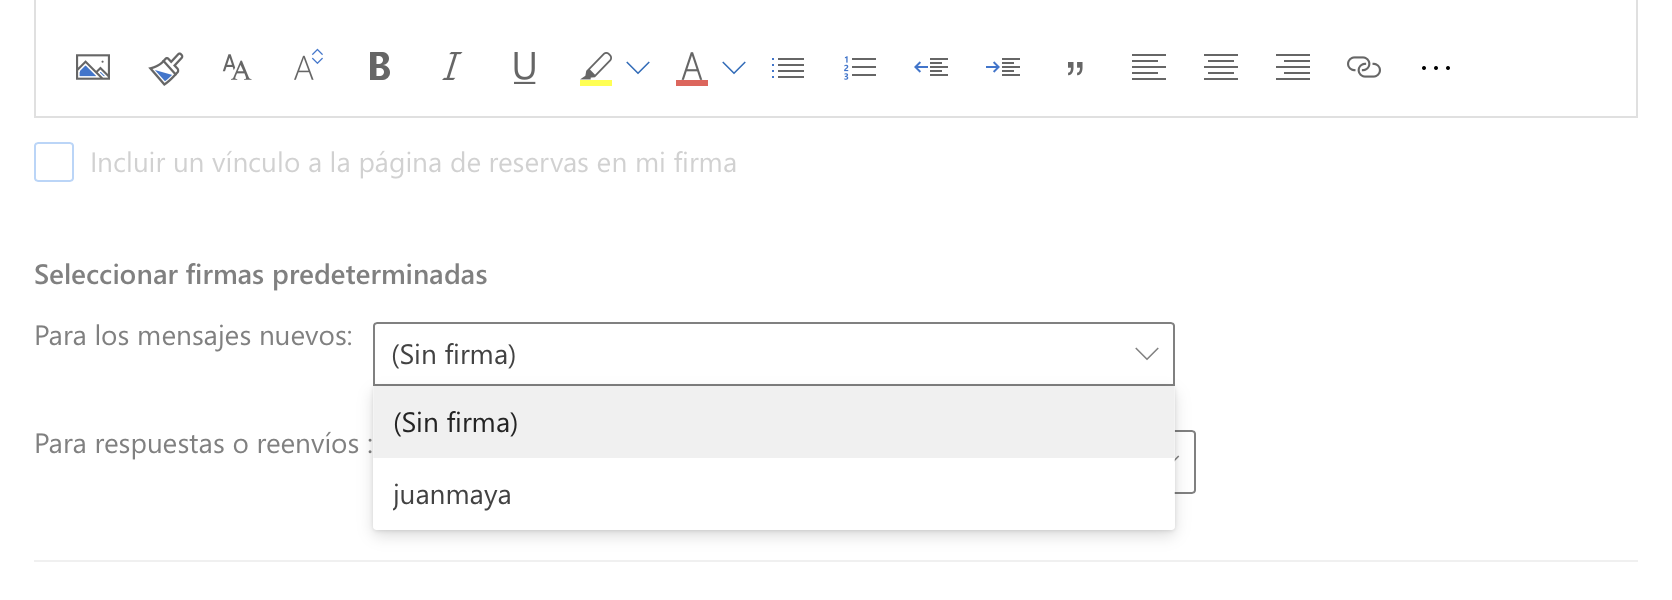 B I U A
Incluir un vínculo a la página de reservas en mi firma
Seleccionar firmas predeterminadas
Para los mensajes nuevos:
(Sin firma)
(Sin firma)
Para respuestas o reenvíos :
juanmaya